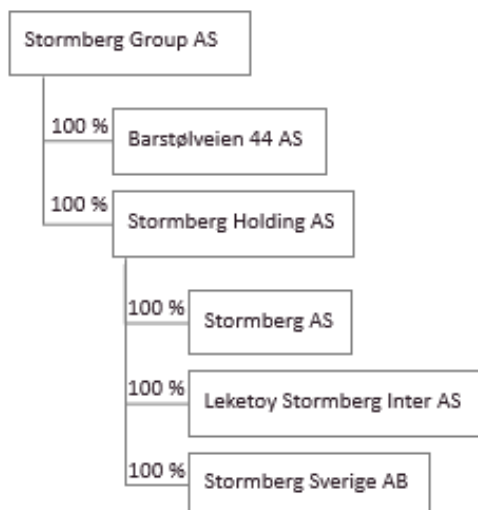 Stormberg Group AS
100 %
Barstølveien 44 AS
100 %
Stormberg Holding AS
100 %
Stormberg AS
100 %
Leketoy Stormberg Inter AS
100 %
Stormberg Sverige AB